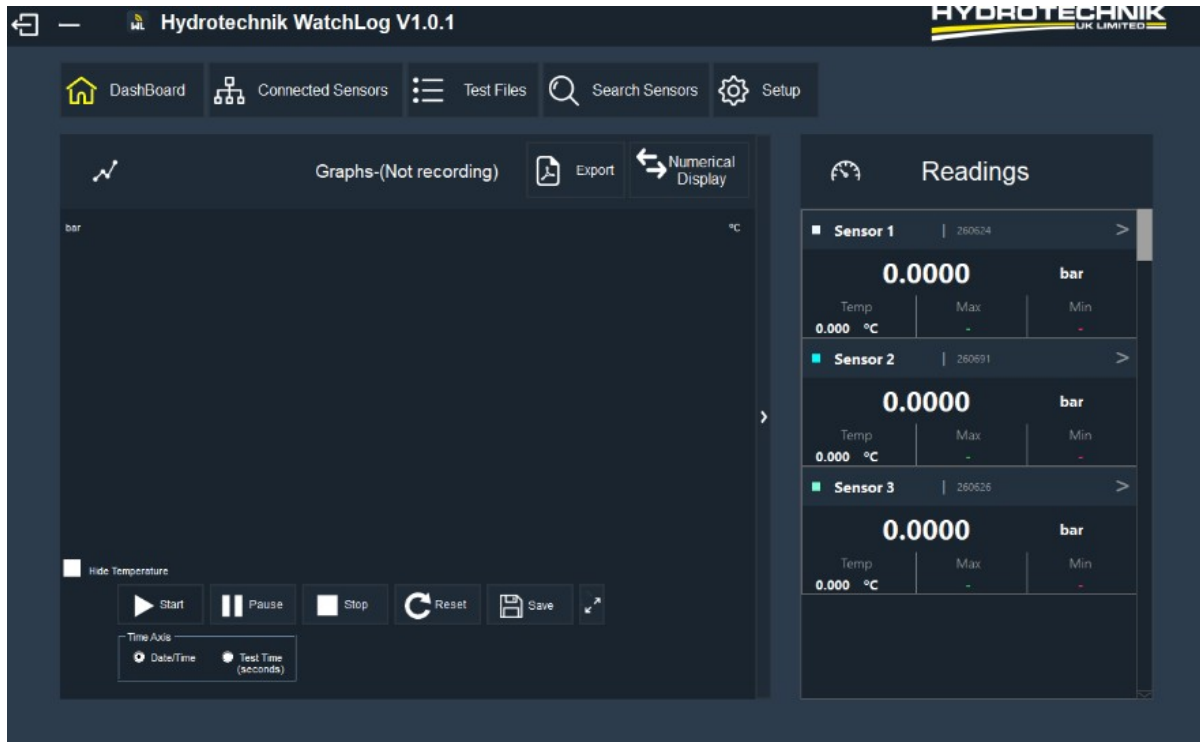 Hydrotechnik WatchLog V1.0.1
HYDROTECHNIK
UK LIMITED
DashBoard
Connected Sensors
Test Files
Search Sensors
Setup
Graphs-(Not recording)
Export
Numerical
Display
Readings
bar
°C
Sensor 1 | 260624 >
0.0000 bar
Temp Max Min
0.000 °C - -
Sensor 2 | 260691 >
0.0000 bar
Temp Max Min
0.000 °C - -
Sensor 3 | 260626 >
0.0000 bar
Temp Max Min
0.000 °C - -
Hide Temperature
Start
Pause
Stop
Reset
Save
Time Axis
Date/Time
Test Time
(seconds)